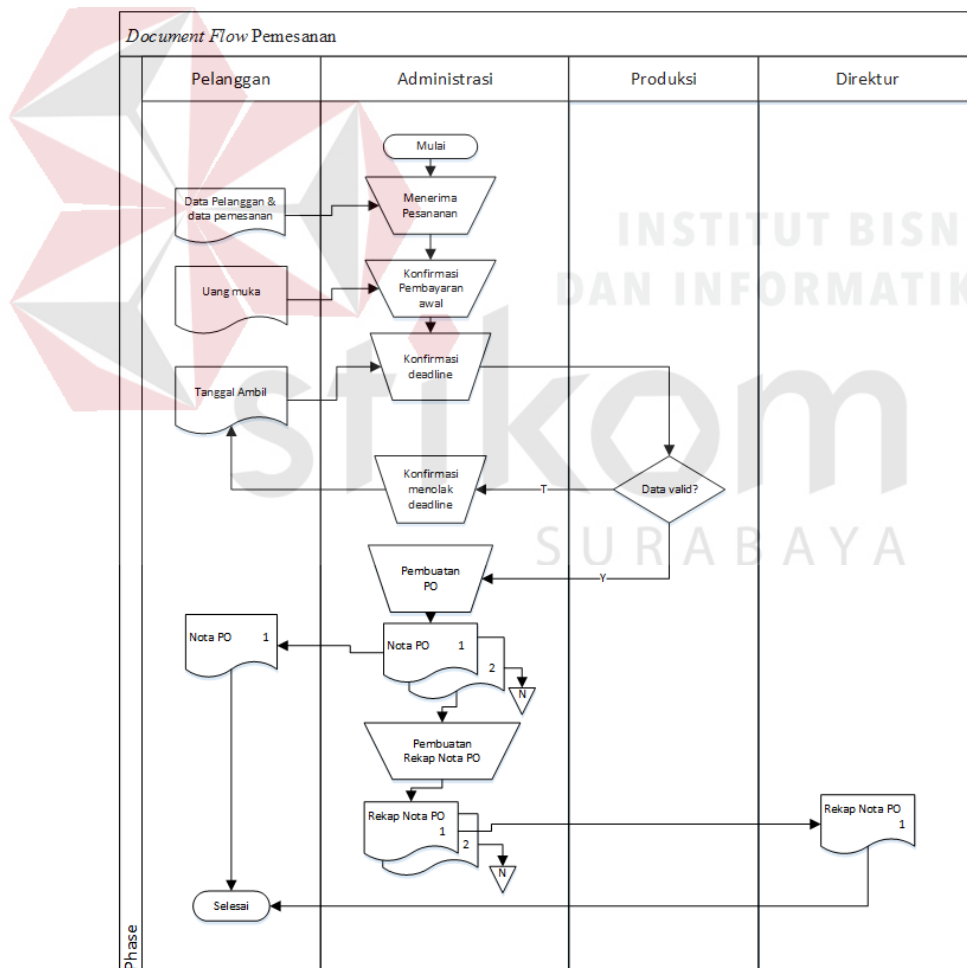 Document Flow Pemesanan
Pelanggan
Administrasi
Produksi
Direktur
Mulai
Data Pelanggan &
data pemesanan
Menerima
Pesananan
INSTITUT BISN
DAN INFORMATIK
Uang muka
Konfirmasi
Pembayaran
awal
Konfirmasi
deadline
Tanggal Ambil
stikom
SURABAYA
Konfirmasi
menolak
deadline
T
Data valid?
Pembuatan
PO
Y
Nota PO 1
Nota PO 1
2
N
Pembuatan
Rekap Nota PO
Rekap Nota PO
1
2
N
Rekap Nota PO
1
Selesai
Phase